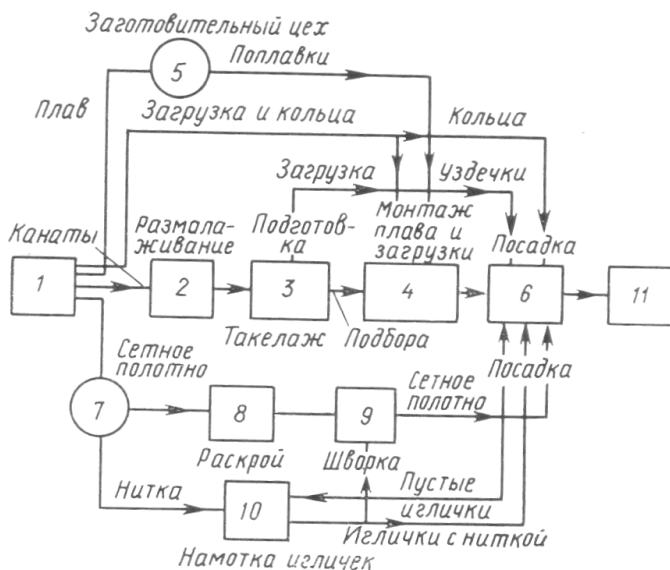 Заготовительный цех
5
Поплавки
Плав
Загрузка и кольца
Кольца
Загрузка
Уздечки
Канаты
Размала-
живание
Подготов-
ка
Монтаж
плава и
загрузки
Посадка
1
2
3
4
6
11
Такелаж
Подбора
Сетное
полотно
Посадка
Сетное
полотно
7
8
9
Раскрой
Шворка
Нитка
10
Пустые
иглички
Иглички с ниткой
Намотка игличек